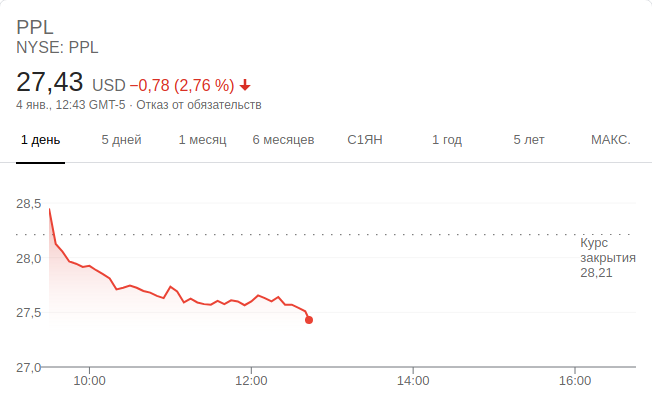 PPL
NYSE: PPL
27,43 USD −0,78 (2,76 %)
4 янв., 12:43 GMT-5 · Отказ от обязательств
1 день 5 дней 1 месяц 6 месяцев С1ЯН 1 год 5 лет МАКС.
28,5
28,0
27,5
27,0
Курс
закрытия
28,21
10:00 12:00 14:00 16:00